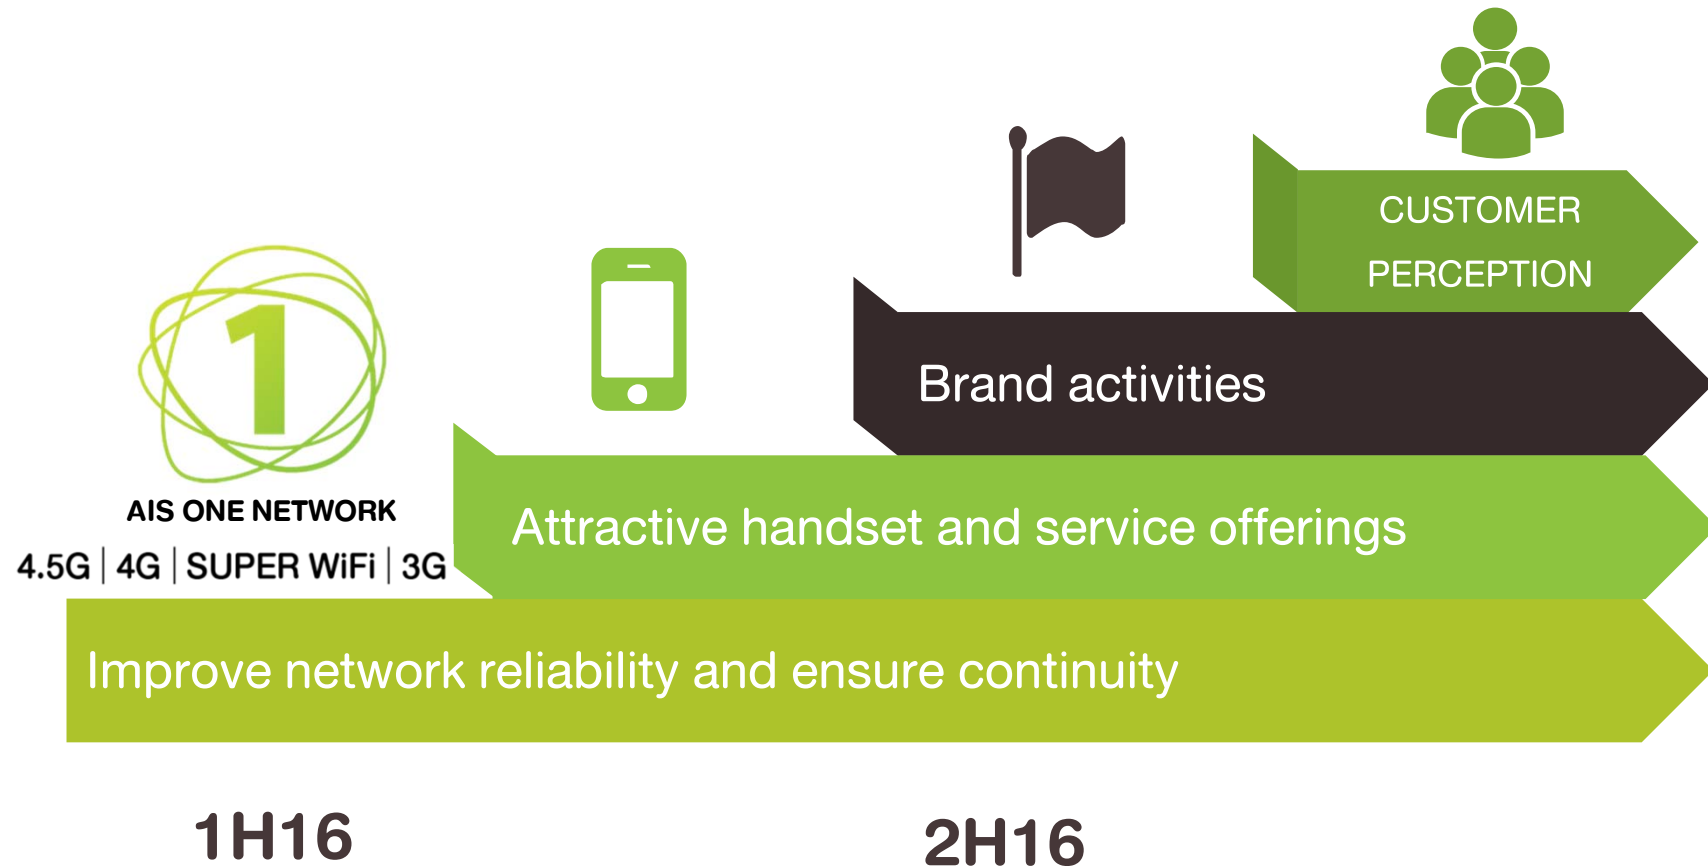 CUSTOMER
PERCEPTION
Brand activities
1
AIS ONE NETWORK
4.5G | 4G | SUPER WiFi | 3G
Attractive handset and service offerings
Improve network reliability and ensure continuity
1H16
2H16